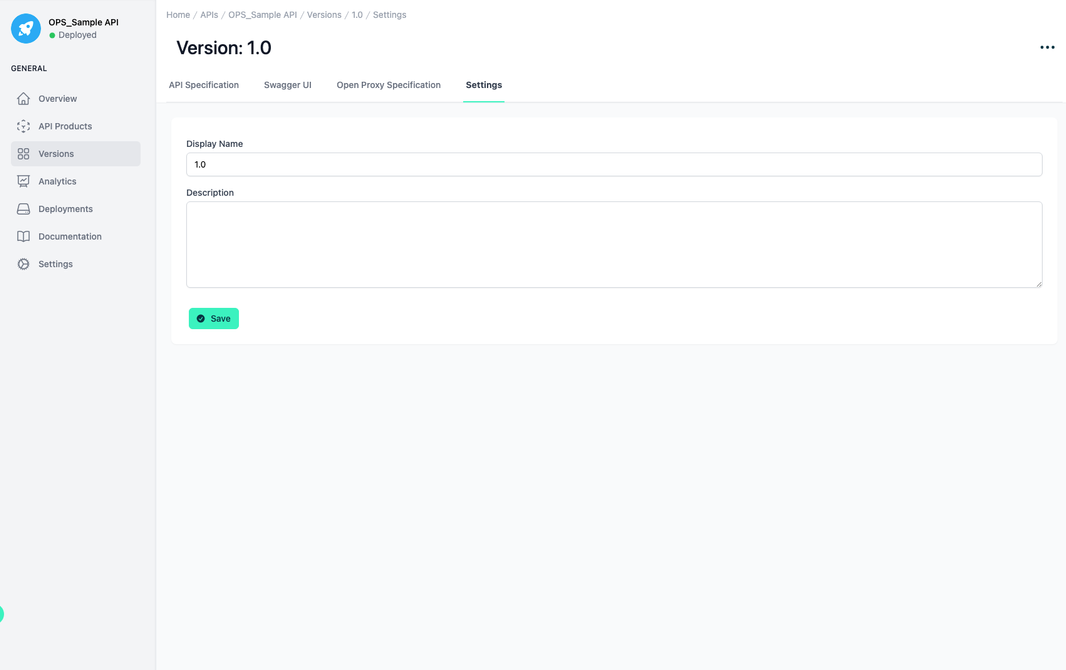 OPS_Sample API
Deployed
GENERAL
Overview
API Products
Versions
Analytics
Deployments
Documentation
Settings
Home / APIs / OPS_Sample API / Versions / 1.0 / Settings
Version: 1.0
API Specification Swagger UI Open Proxy Specification Settings
Display Name
1.0
Description
Save